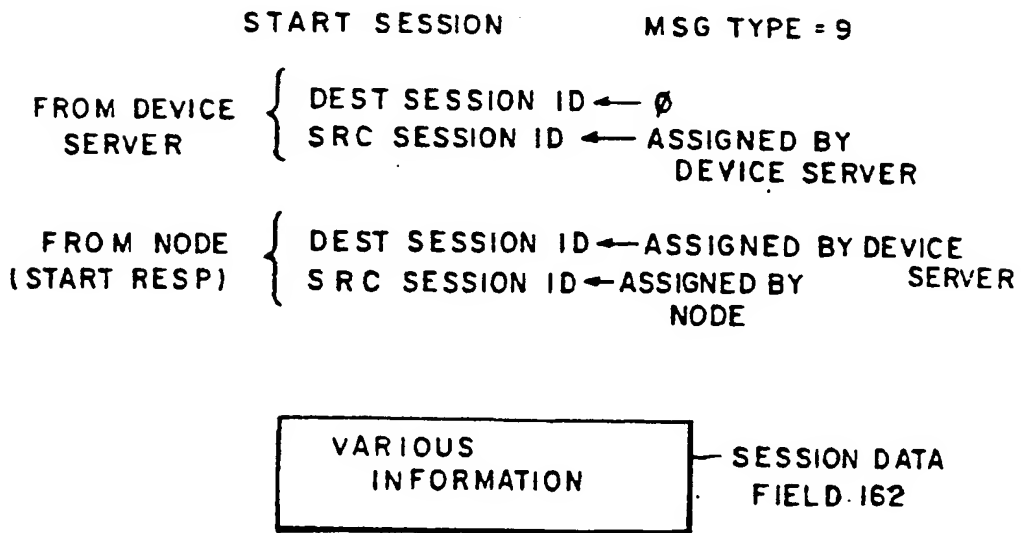 START SESSION MSG TYPE = 9
FROM DEVICE SERVER { DEST SESSION ID ← ∅
SRC SESSION ID ← ASSIGNED BY DEVICE SERVER
FROM NODE (START RESP) { DEST SESSION ID ← ASSIGNED BY DEVICE SERVER
SRC SESSION ID ← ASSIGNED BY NODE
VARIOUS
INFORMATION
SESSION DATA
FIELD 162